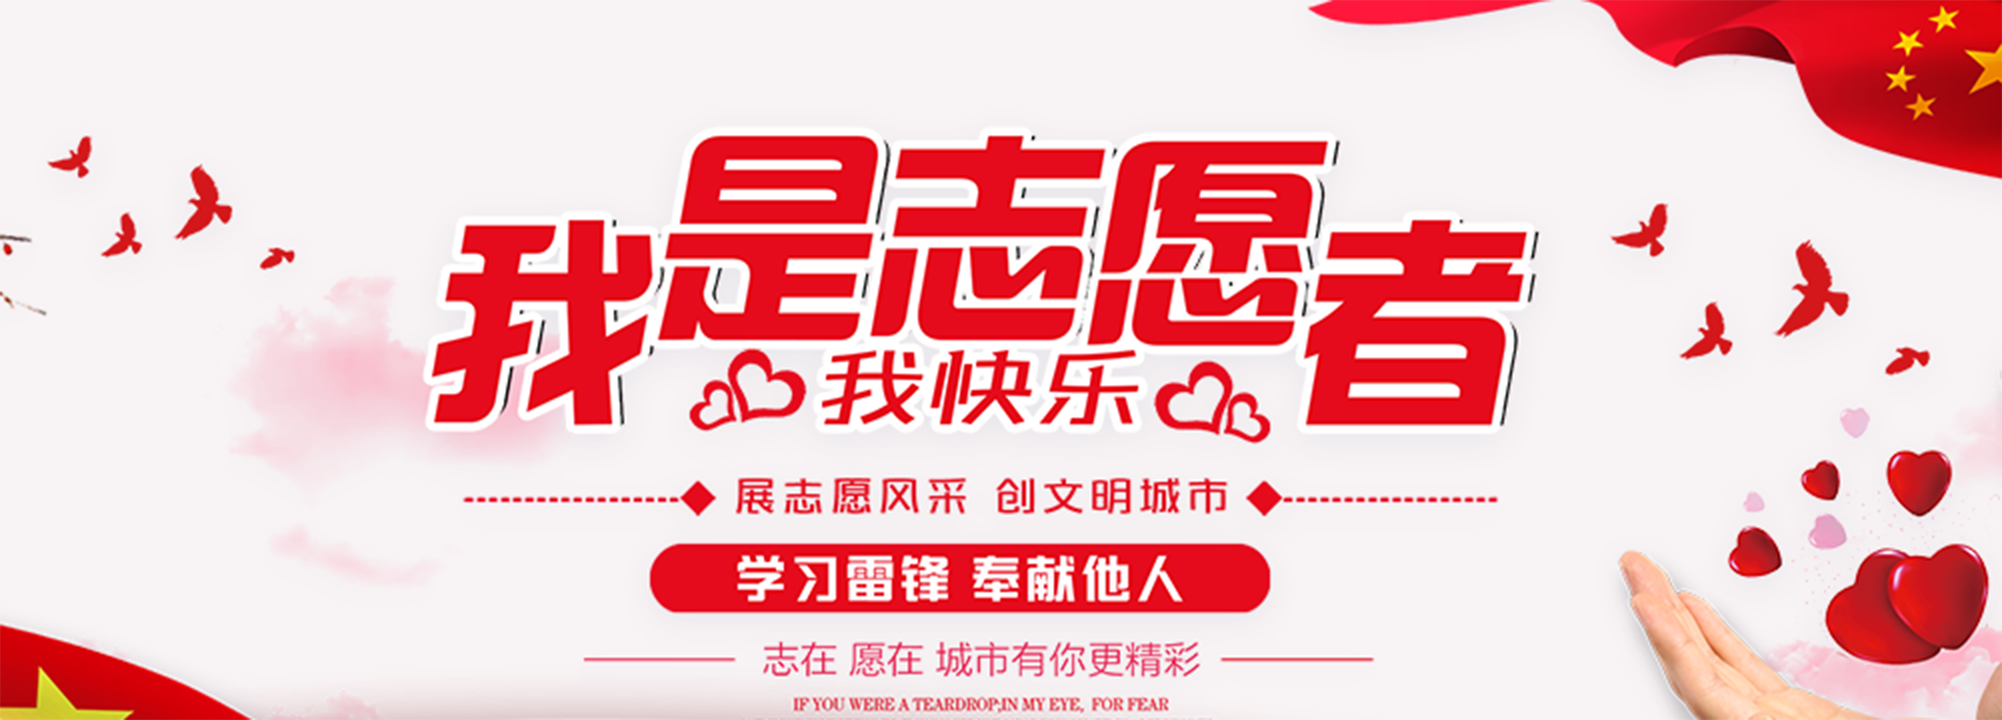 我是志愿者
我快乐
展志愿风采 创文明城市
学习雷锋 奉献他人
志在 愿在 城市有你更精彩
IF YOU WERE A TEARDROP;IN MY EYE, FOR FEAR